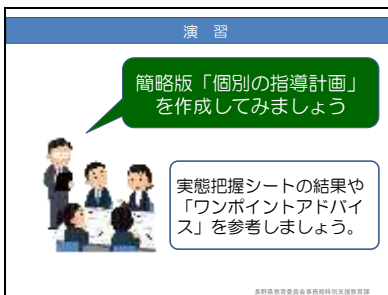 演 習
簡略版「個別の指導計画」
を作成してみましょう
実態把握シートの結果や
「ワンポイントアドバイ
ス」を参考しましょう。
長野県教育委員会事務局特別支援教育課